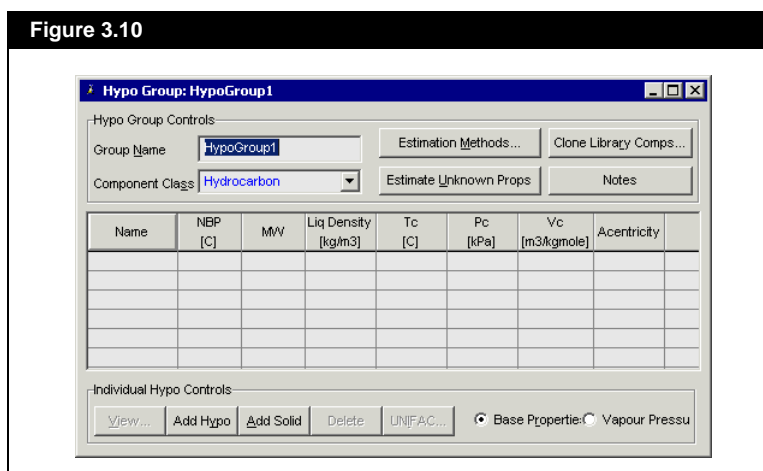 Figure 3.10
Hypo Group: HypoGroup1
Hypo Group Controls
Group Name HypoGroup1 Estimation Methods... Clone Library Comps...
Component Class Hydrocarbon Estimate Unknown Props Notes
Name NBP MW Liq Density Tc Pc Vc Acentricity
[C] [kg/m3] [C] [kPa] [m3/kgmole]
Individual Hypo Controls
View... Add Hypo Add Solid Delete UNIFAC... Base Propertie Vapour Pressu